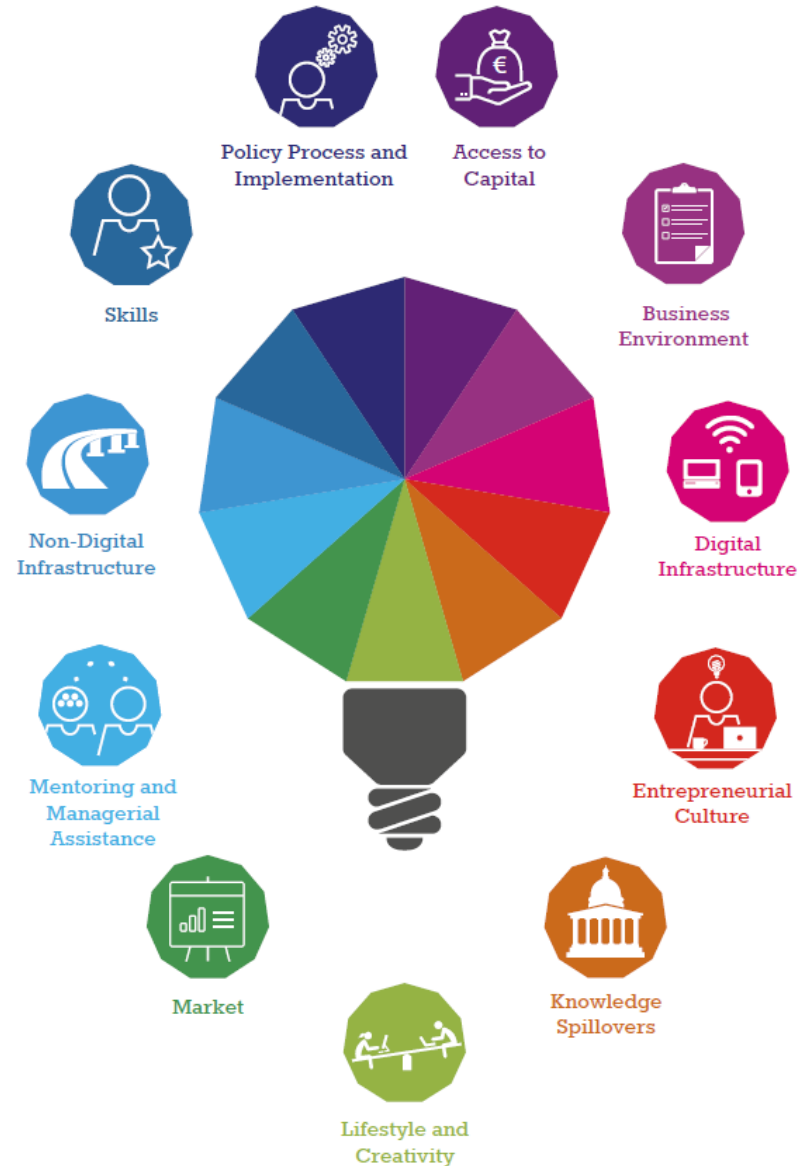 €
Policy Process and
Implementation
Access to
Capital
Skills
Business
Environment
Non-Digital
Infrastructure
Digital
Infrastructure
Mentoring and
Managerial
Assistance
Entrepreneurial
Culture
Market
Knowledge
Spillovers
Lifestyle and
Creativity